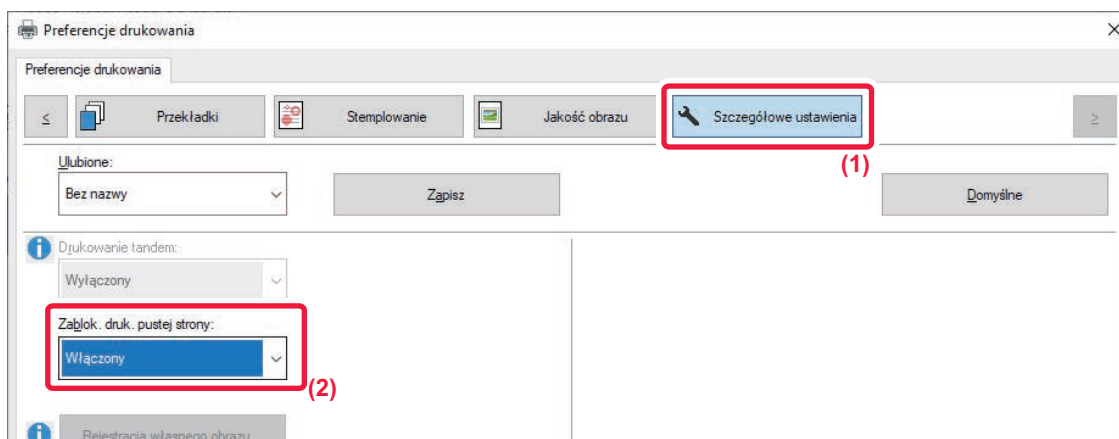 Preferencje drukowania
Preferencje drukowania
< Przekładki Stemplowanie Jakość obrazu Szczegółowe ustawienia >
(1)
Ulubione:
Bez nazwy Zapisz Domyślne
Drukowanie tandem:
Wyłączony
Zablok. druk. pustej strony:
Włączony
(2)
Rejestracja własnego obrazu